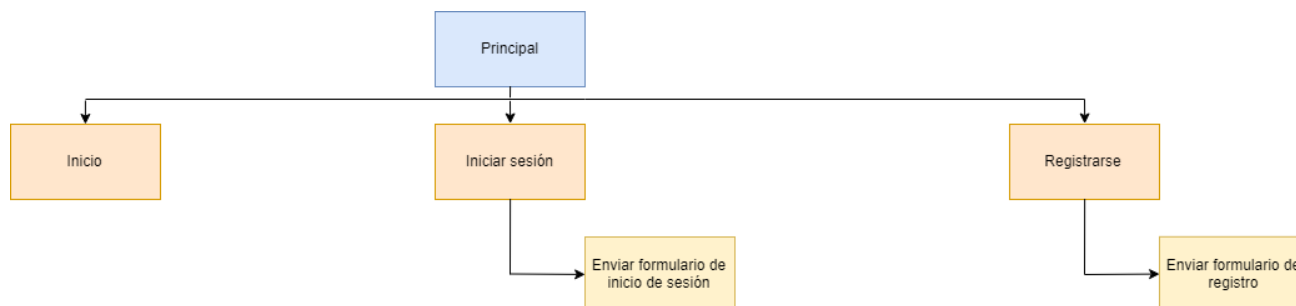 Principal
Inicio
Iniciar sesión
Registrarse
Enviar formulario de
inicio de sesión
Enviar formulario de
registro